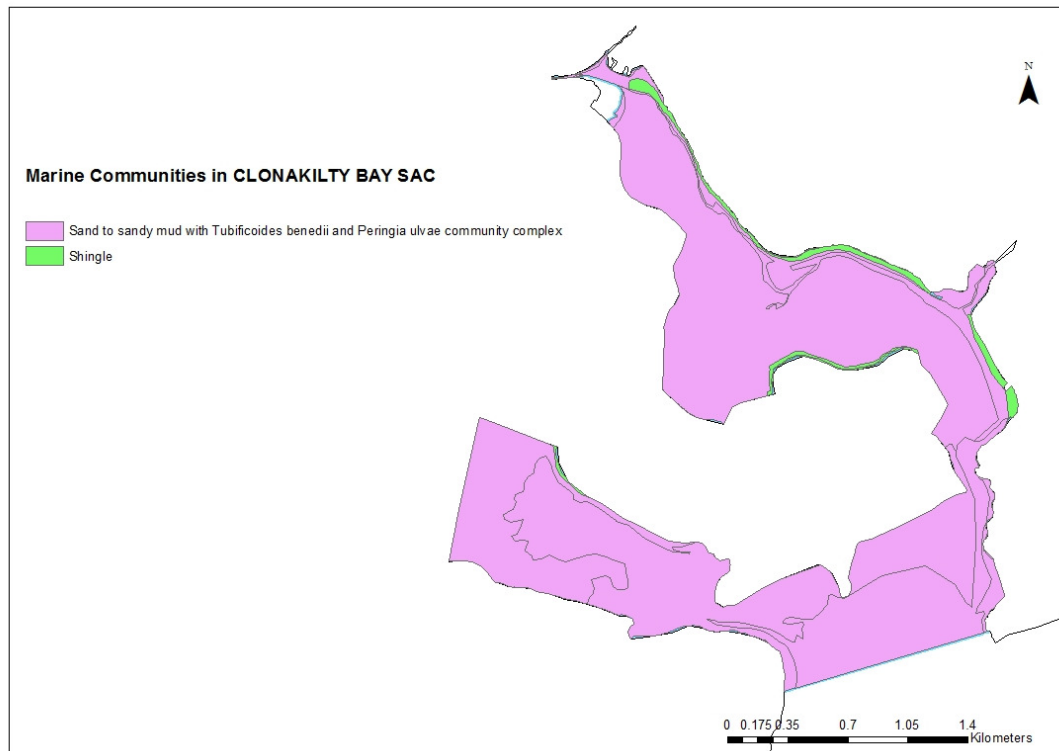 N
Marine Communities in CLONAKILTY BAY SAC
Sand to sandy mud with Tubificoides benedii and Peringia ulvae community complex
Shingle
0 0.175 0.35 0.7 1.05 1.4
Kilometers